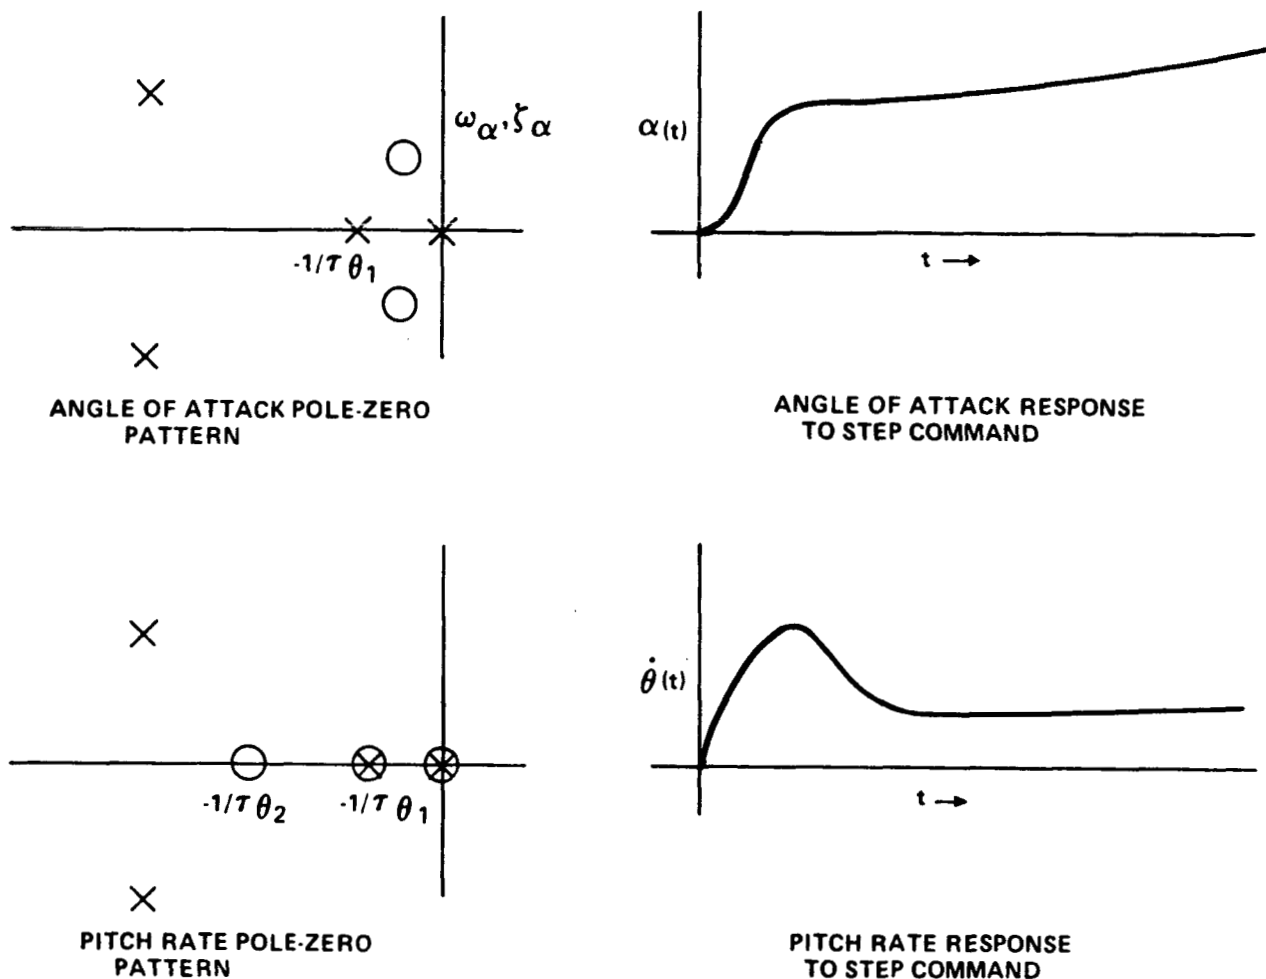 ωα, ζα
-1/τθ1
α(t)
t →
ANGLE OF ATTACK POLE-ZERO
PATTERN
ANGLE OF ATTACK RESPONSE
TO STEP COMMAND
-1/τθ2
-1/τθ1
θ̇(t)
t →
PITCH RATE POLE-ZERO
PATTERN
PITCH RATE RESPONSE
TO STEP COMMAND